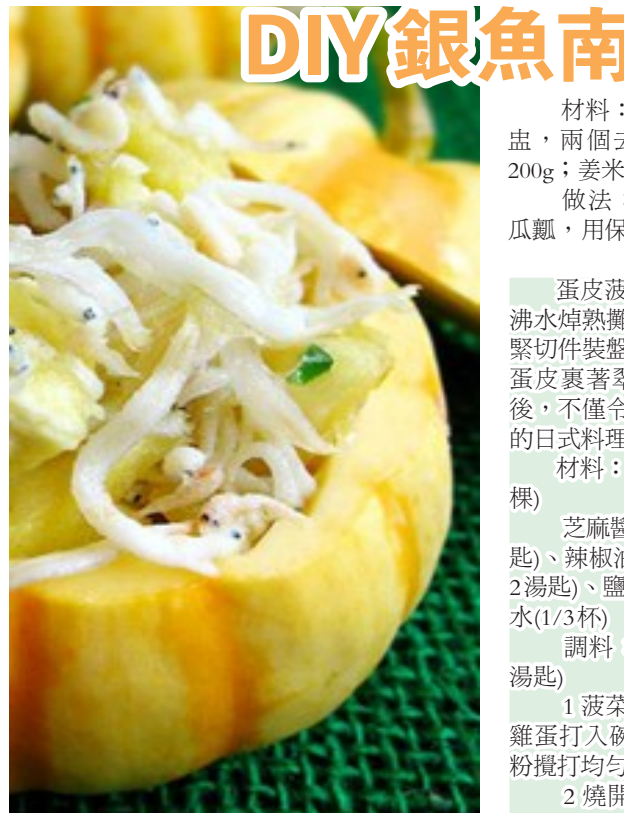 DIY銀魚南
材料：
盅，兩個去
200g；姜米
做法：
瓜瓤，用保
蛋皮菠
沸水焯熟攤
緊切件裝盤
蛋皮裹著翠
後，不僅令
的日式料理
材料：
棵)
芝麻醬
匙)、辣椒油
2湯匙)、鹽
水(1/3杯)
調料：
湯匙)
1 菠菜
雞蛋打入碗
粉攪打均勻
2 燒開